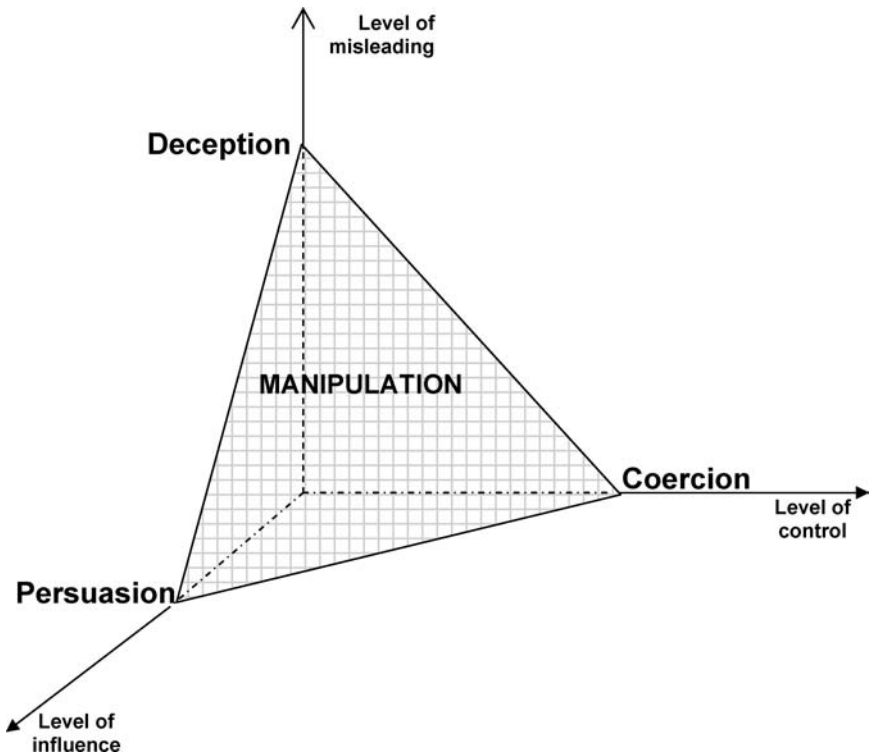 Level of
misleading
Deception
MANIPULATION
Coercion
Level of
control
Persuasion
Level of
influence